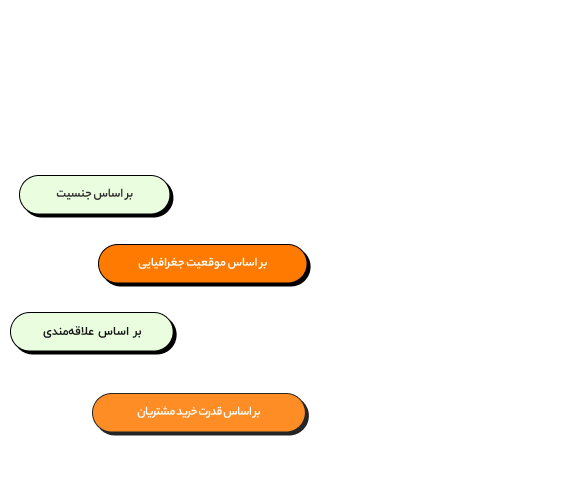 بر اساس جنسیت
بر اساس موقعیت جغرافیایی
بر اساس علاقه‌مندی
بر اساس قدرت خرید مشتریان